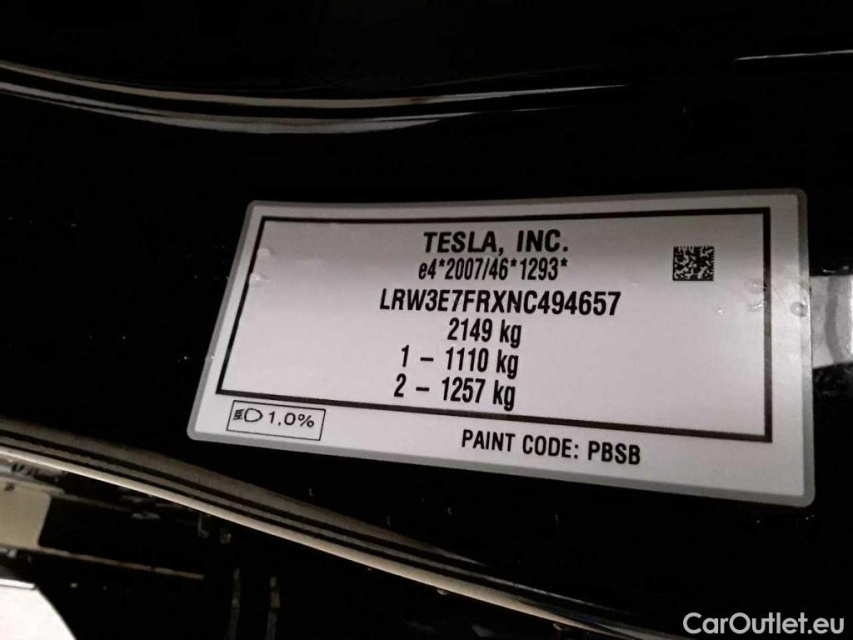 TESLA, INC.
e4*2007/46*1293*
LRW3E7FRXNC494657
2149 kg
1 – 1110 kg
2 – 1257 kg
1,0%
PAINT CODE: PBSB
CarOutlet.eu